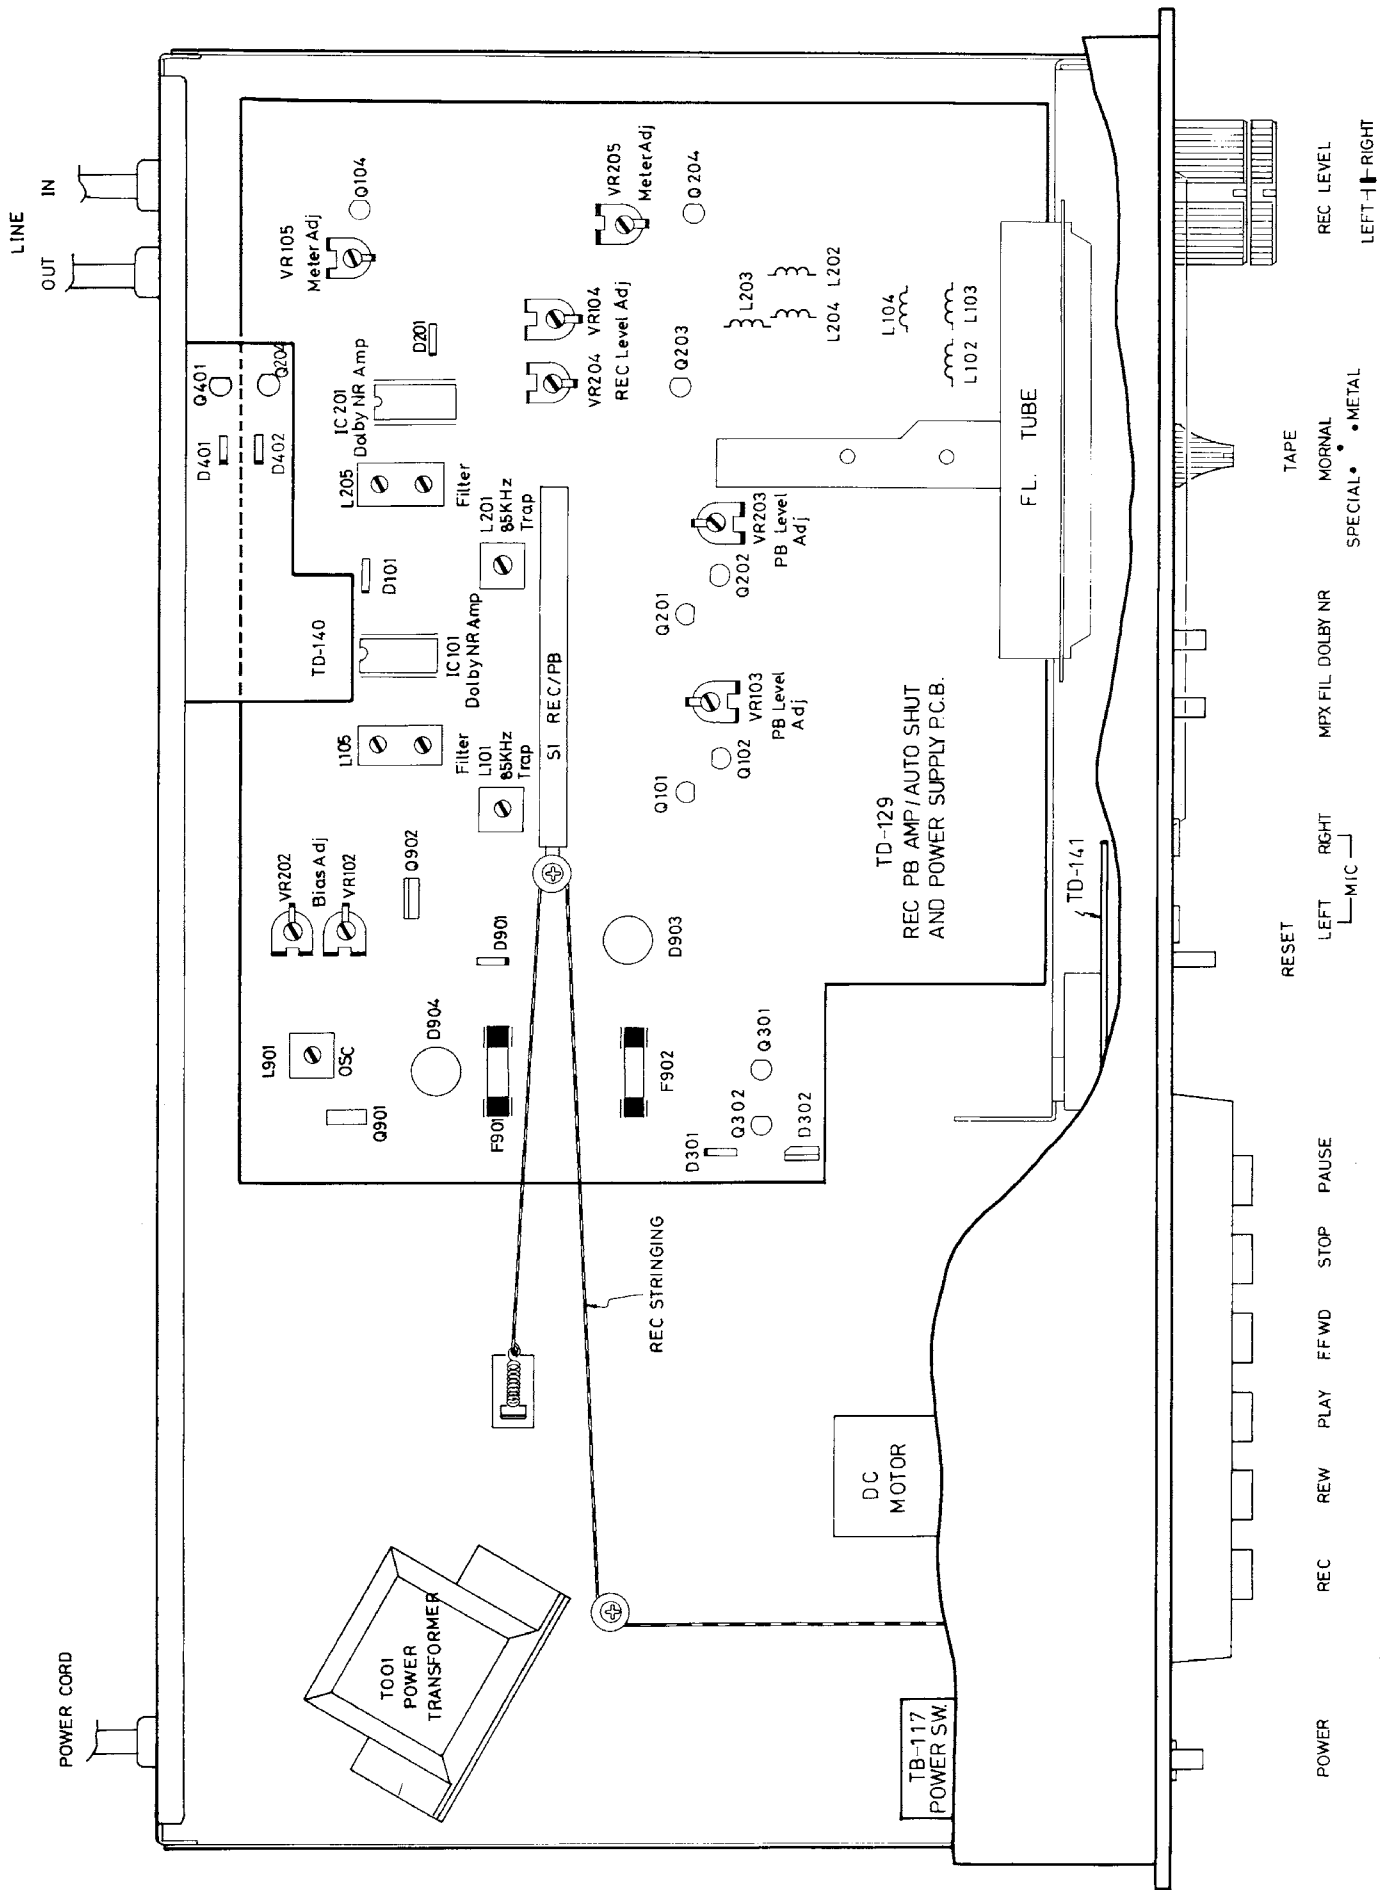 POWER CORD
LINE
OUT
IN
T001
POWER
TRANSFORMER
TB-117
POWER SW.
DC
MOTOR
REC STRINGING
L901
OSC
Q901
D904
F901
F902
D301
Q302
Q301
D302
VR202
Bias Adj
VR102
Q902
D901
D903
L105
Filter
L101
85KHz
Trap
TD-140
IC101
Dolby NR Amp
D101
S1 REC/PB
L205
Filter
L201
85KHz
Trap
D401
D402
Q401
Q204
IC201
Dolby NR Amp
D201
VR105
Meter Adj
Q104
VR204 VR104
REC Level Adj
VR205
Meter Adj
Q204
Q203
Q101
Q102
VR103
PB Level
Adj
Q201
Q202
VR203
PB Level
Adj
L203
L204
L202
L104
L102
L103
TD-129
REC PB AMP/AUTO SHUT
AND POWER SUPPLY P.C.B.
FL. TUBE
TD-141
POWER
REC
REW
PLAY
F.FWD
STOP
PAUSE
RESET
LEFT
RIGHT
MIC
MPX FIL
DOLBY NR
TAPE
MORNAL
SPECIAL
METAL
REC LEVEL
LEFT
RIGHT